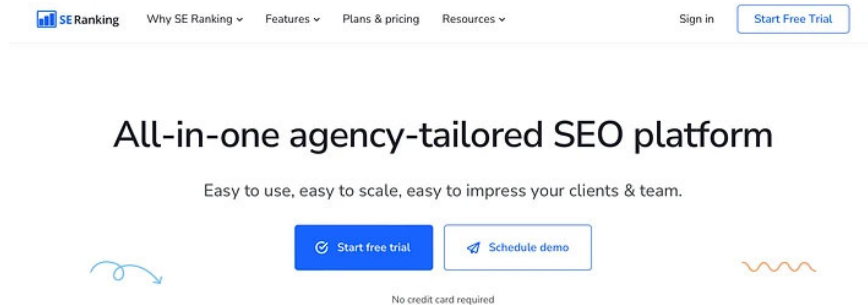 SE Ranking Why SE Ranking Features Plans & pricing Resources Sign in Start Free Trial
All-in-one agency-tailored SEO platform
Easy to use, easy to scale, easy to impress your clients & team.
Start free trial Schedule demo
No credit card required